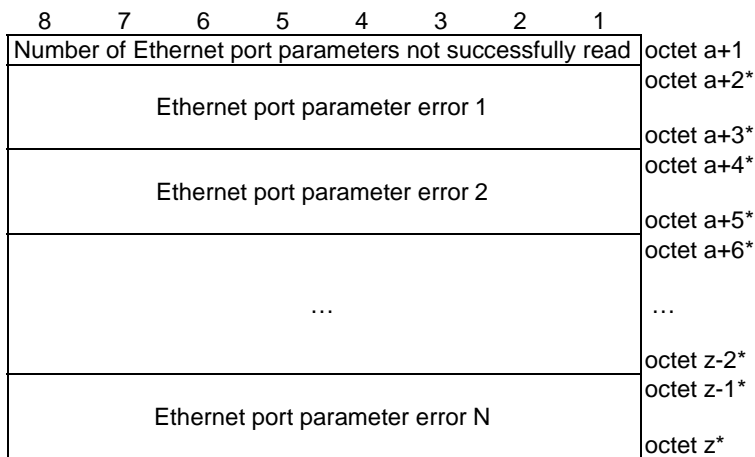 8 7 6 5 4 3 2 1
Number of Ethernet port parameters not successfully read octet a+1
octet a+2*
Ethernet port parameter error 1
octet a+3*
octet a+4*
Ethernet port parameter error 2
octet a+5*
octet a+6*
… …
octet z-2*
octet z-1*
Ethernet port parameter error N
octet z*